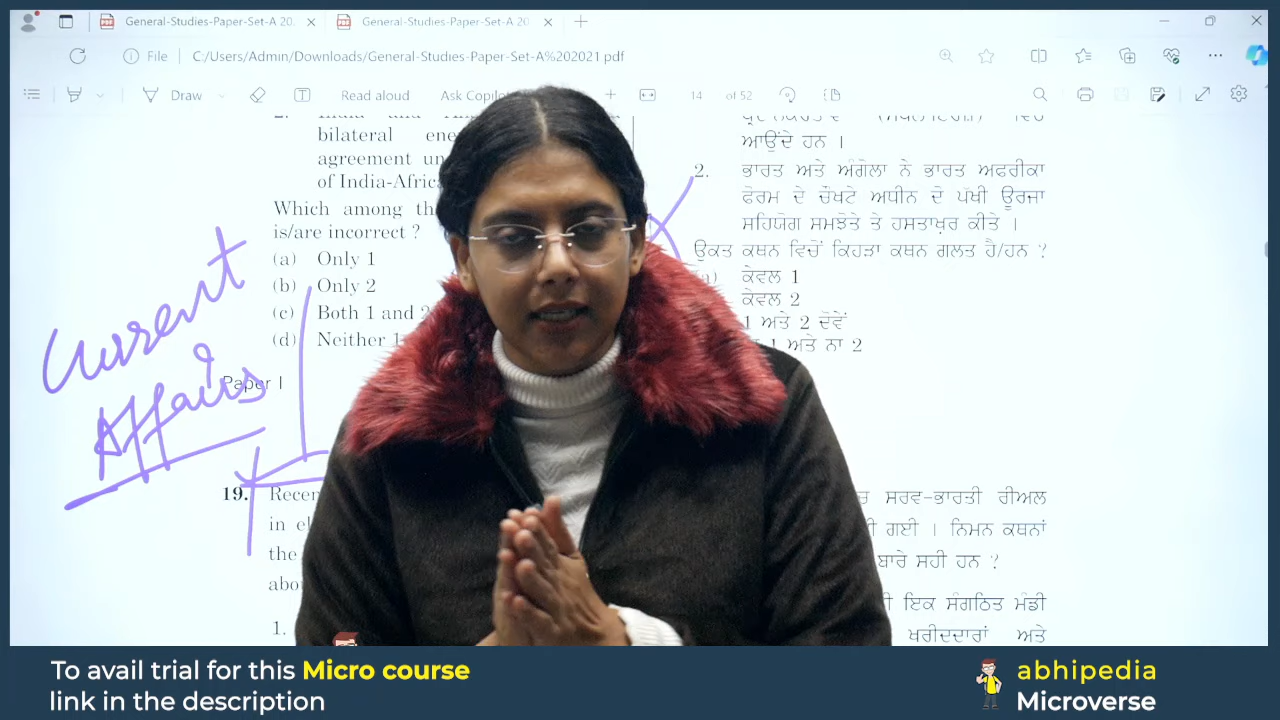 General-Studies-Paper-Set-A 20
General-Studies-Paper-Set-A 20
File C:/Users/Admin/Downloads/General-Studies-Paper-Set-A%202021 pdf
Draw Read aloud Ask Copilo 14 of 52
bilateral ene
agreement un
of India-Africa
Which among th
is/are incorrect ?
(a) Only 1
(b) Only 2
(c) Both 1 and 2
(d) Neither 1
Paper I
19. Recen
in el
the
abou
1.
ਆਉਂਦੇ ਹਨ ।
2. ਭਾਰਤ ਅਤੇ ਅੰਗੋਲਾ ਨੇ ਭਾਰਤ ਅਫਰੀਕਾ
ਫੋਰਮ ਦੇ ਚੌਖਟੇ ਅਧੀਨ ਦੋ ਪੱਖੀ ਊਰਜਾ
ਸਹਿਯੋਗ ਸਮਝੋਤੇ ਤੇ ਹਸਤਾਖ਼ਰ ਕੀਤੇ ।
ਉਕਤ ਕਥਨ ਵਿਚੋਂ ਕਿਹੜਾ ਕਥਨ ਗਲਤ ਹੈ/ਹਨ ?
ਕੇਵਲ 1
ਕੇਵਲ 2
1 ਅਤੇ 2 ਦੋਵੇਂ
1 ਅਤੇ ਨਾ 2
ਸਰਵ-ਭਾਰਤੀ ਰੀਅਲ
ਗਈ । ਨਿਮਨ ਕਥਨਾਂ
ਬਾਰੇ ਸਹੀ ਹਨ ?
ਇਕ ਸੰਗਠਿਤ ਮੰਡੀ
ਖਰੀਦਦਾਰਾਂ ਅਤੇ
Current
Affairs
To avail trial for this Micro course
link in the description
abhipedia
Microverse